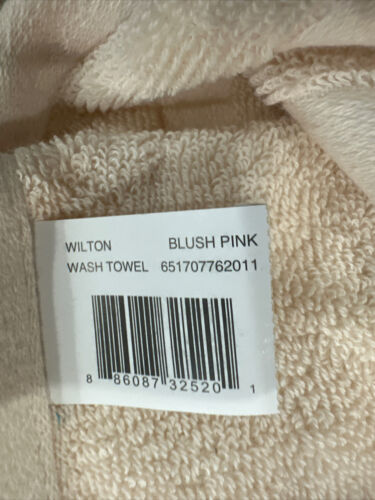 WILTON BLUSH PINK
WASH TOWEL 651707762011
8 86087 32520 1